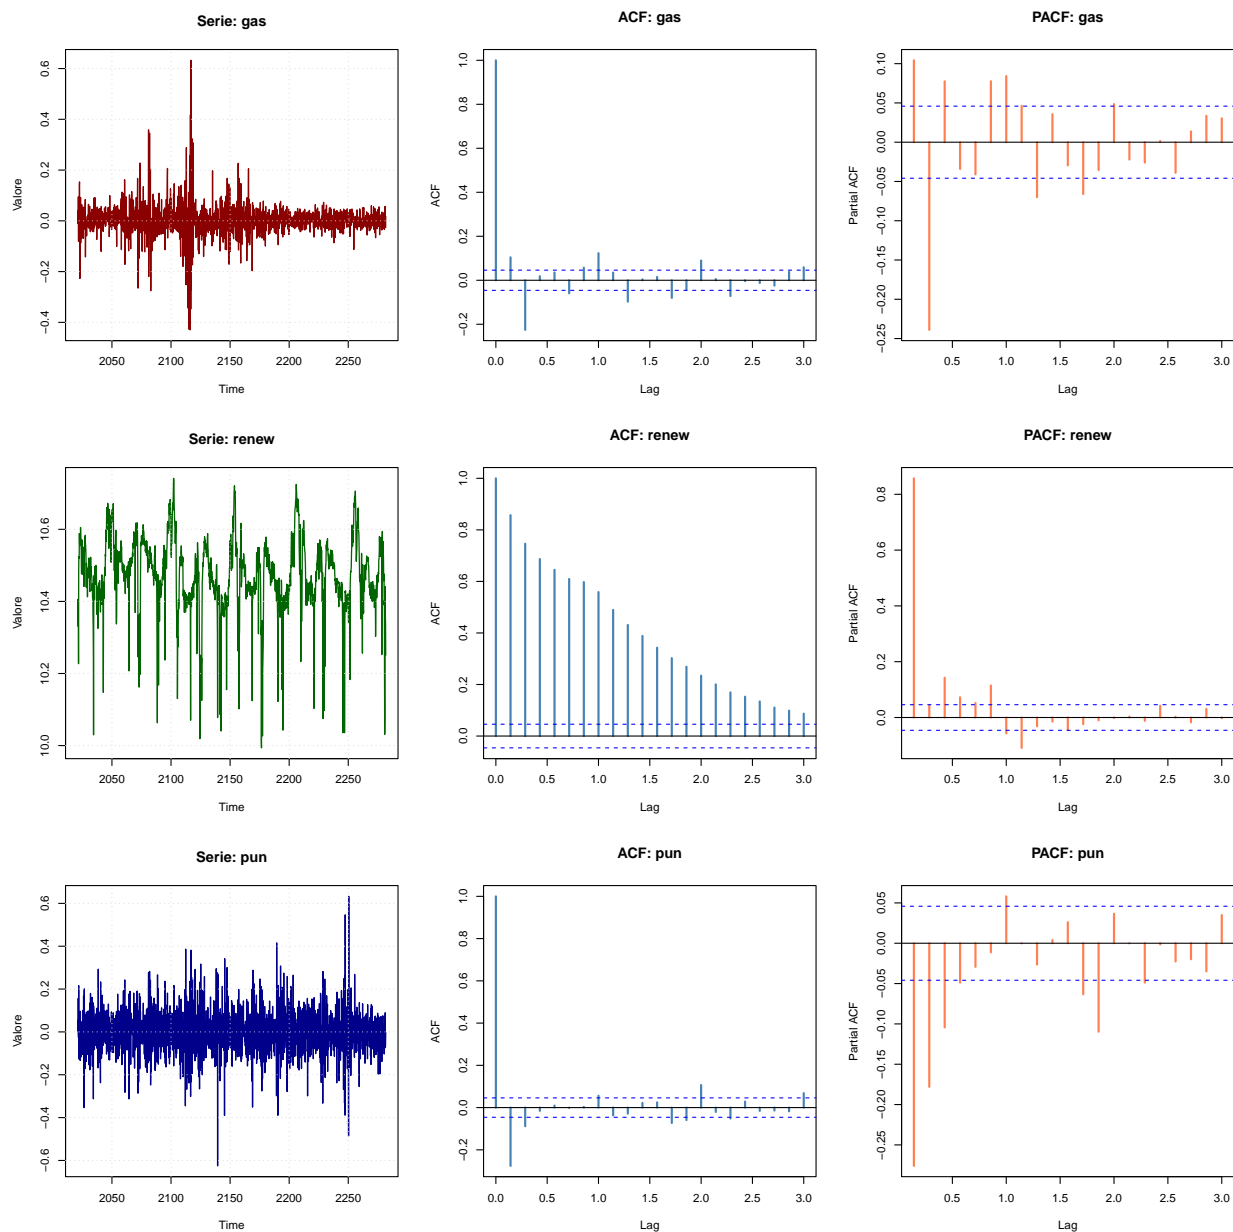 Serie: gas
Valore
0.6
0.4
0.2
0.0
−0.2
−0.4
2050 2100 2150 2200 2250
Time
ACF: gas
ACF
1.0
0.8
0.6
0.4
0.2
0.0
−0.2
0.0 0.5 1.0 1.5 2.0 2.5 3.0
Lag
PACF: gas
Partial ACF
0.10
0.05
0.00
−0.05
−0.10
−0.15
−0.20
−0.25
0.5 1.0 1.5 2.0 2.5 3.0
Lag
Serie: renew
Valore
10.6
10.4
10.2
10.0
2050 2100 2150 2200 2250
Time
ACF: renew
ACF
1.0
0.8
0.6
0.4
0.2
0.0
0.0 0.5 1.0 1.5 2.0 2.5 3.0
Lag
PACF: renew
Partial ACF
0.8
0.6
0.4
0.2
0.0
0.5 1.0 1.5 2.0 2.5 3.0
Lag
Serie: pun
Valore
0.6
0.4
0.2
0.0
−0.2
−0.4
−0.6
2050 2100 2150 2200 2250
Time
ACF: pun
ACF
1.0
0.8
0.6
0.4
0.2
0.0
−0.2
0.0 0.5 1.0 1.5 2.0 2.5 3.0
Lag
PACF: pun
Partial ACF
0.05
0.00
−0.05
−0.10
−0.15
−0.20
−0.25
0.5 1.0 1.5 2.0 2.5 3.0
Lag